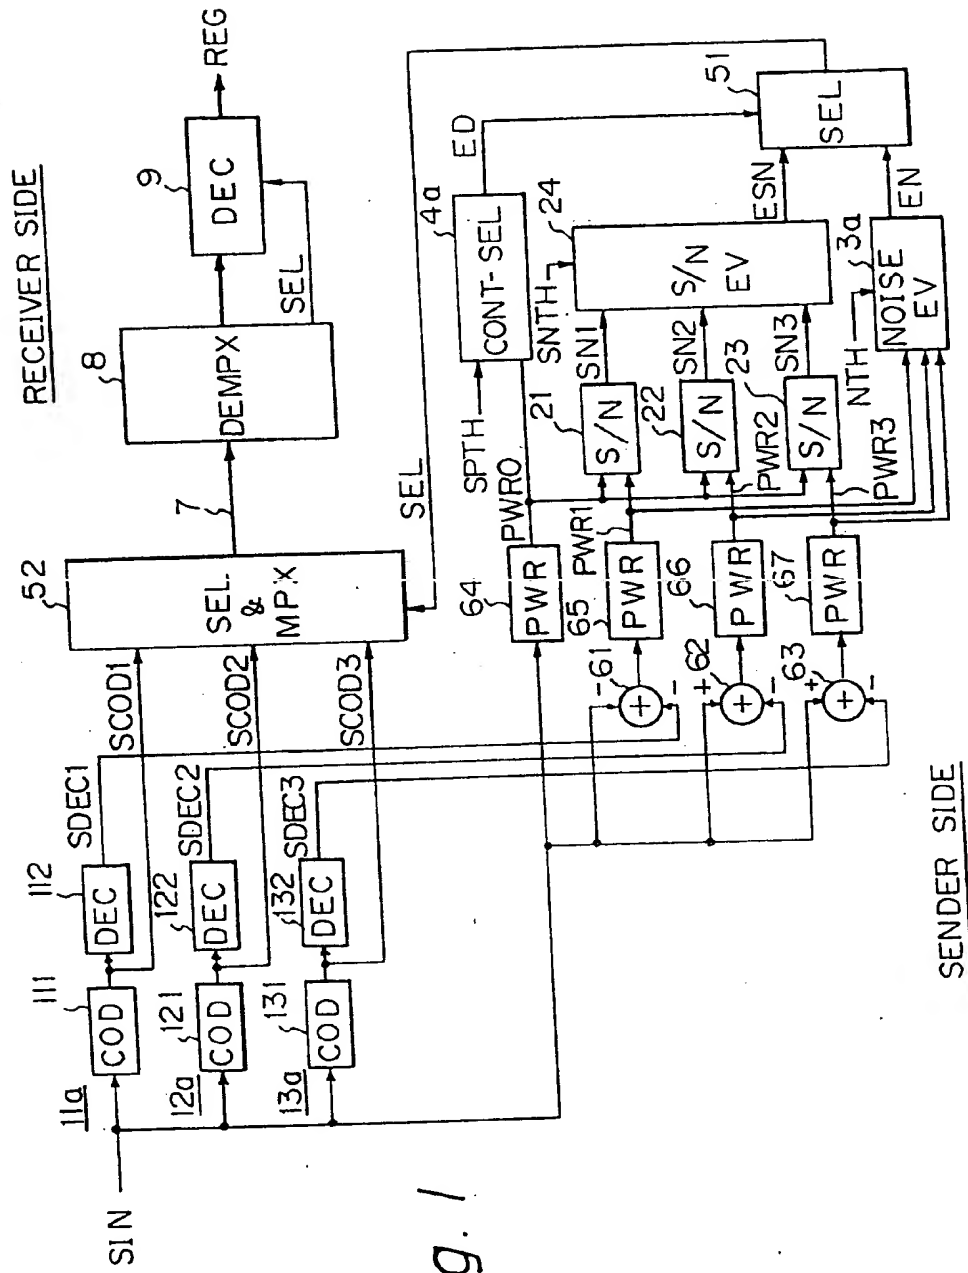 RECEIVER SIDE
REG
9
DEC
SEL
8
DEMPX
7
52
SEL
&
MPX
SEL
SCOD1
SCOD2
SCOD3
SDEC1
SDEC2
SDEC3
112
DEC
122
DEC
132
DEC
111
COD
121
COD
131
COD
11a
12a
13a
SIN
ED
51
SEL
4a
CONT-SEL
SPTH
24
SNTH
S/N
EV
ESN
EN
3a
NOISE
EV
NTH
SN1
SN2
SN3
21
S/N
22
S/N
23
S/N
PWR0
PWR1
PWR2
PWR3
64
PWR
65
PWR
66
PWR
67
PWR
61
-
+
-
62
+
+
-
63
+
+
-
SENDER SIDE
g. 1